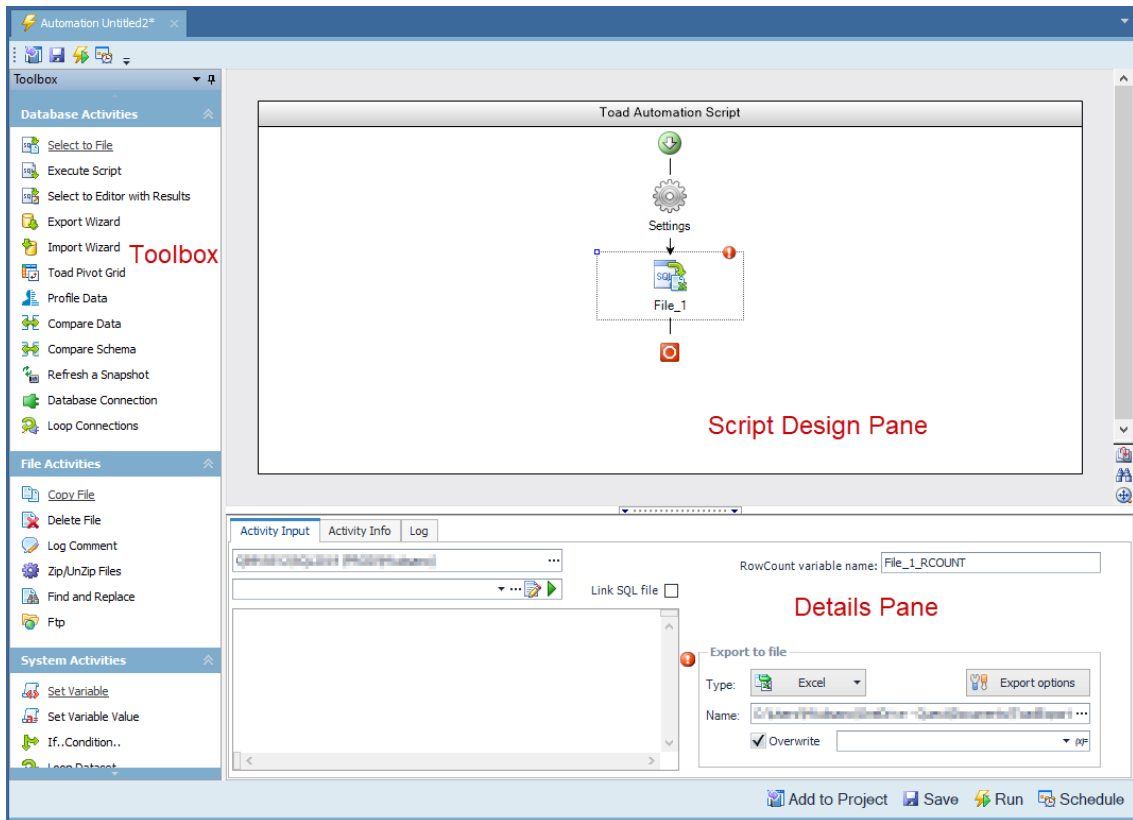 Automation Untitled2*
Toolbox
Database Activities
Select to File
Execute Script
Select to Editor with Results
Export Wizard
Import Wizard
Toad Pivot Grid
Profile Data
Compare Data
Compare Schema
Refresh a Snapshot
Database Connection
Loop Connections
File Activities
Copy File
Delete File
Log Comment
Zip/UnZip Files
Find and Replace
Ftp
System Activities
Set Variable
Set Variable Value
If..Condition..
Loop Dataset
Toolbox
Toad Automation Script
Settings
SQL
File_1
Script Design Pane
Activity Input Activity Info Log
RowCount variable name: File_1_RCOUNT
Link SQL file
Details Pane
Export to file
Type: Excel Export options
Name:
Overwrite
Add to Project Save Run Schedule